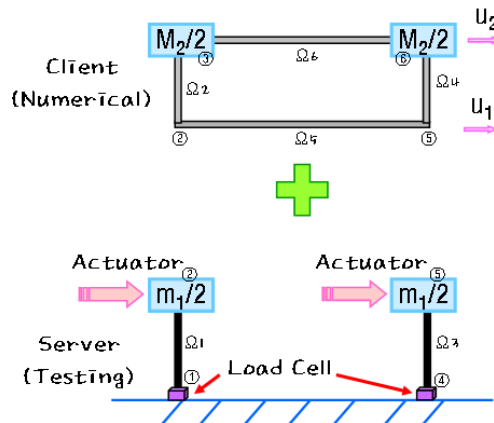 M₂/2
M₂/2
u₂
③
Ω₆
⑥
Client
(Numerical)
Ω₂
Ω₄
u₁
②
Ω₅
⑤
Actuator
②
Actuator
⑤
m₁/2
m₁/2
Server
(Testing)
Ω₁
Ω₃
①
Load Cell
④